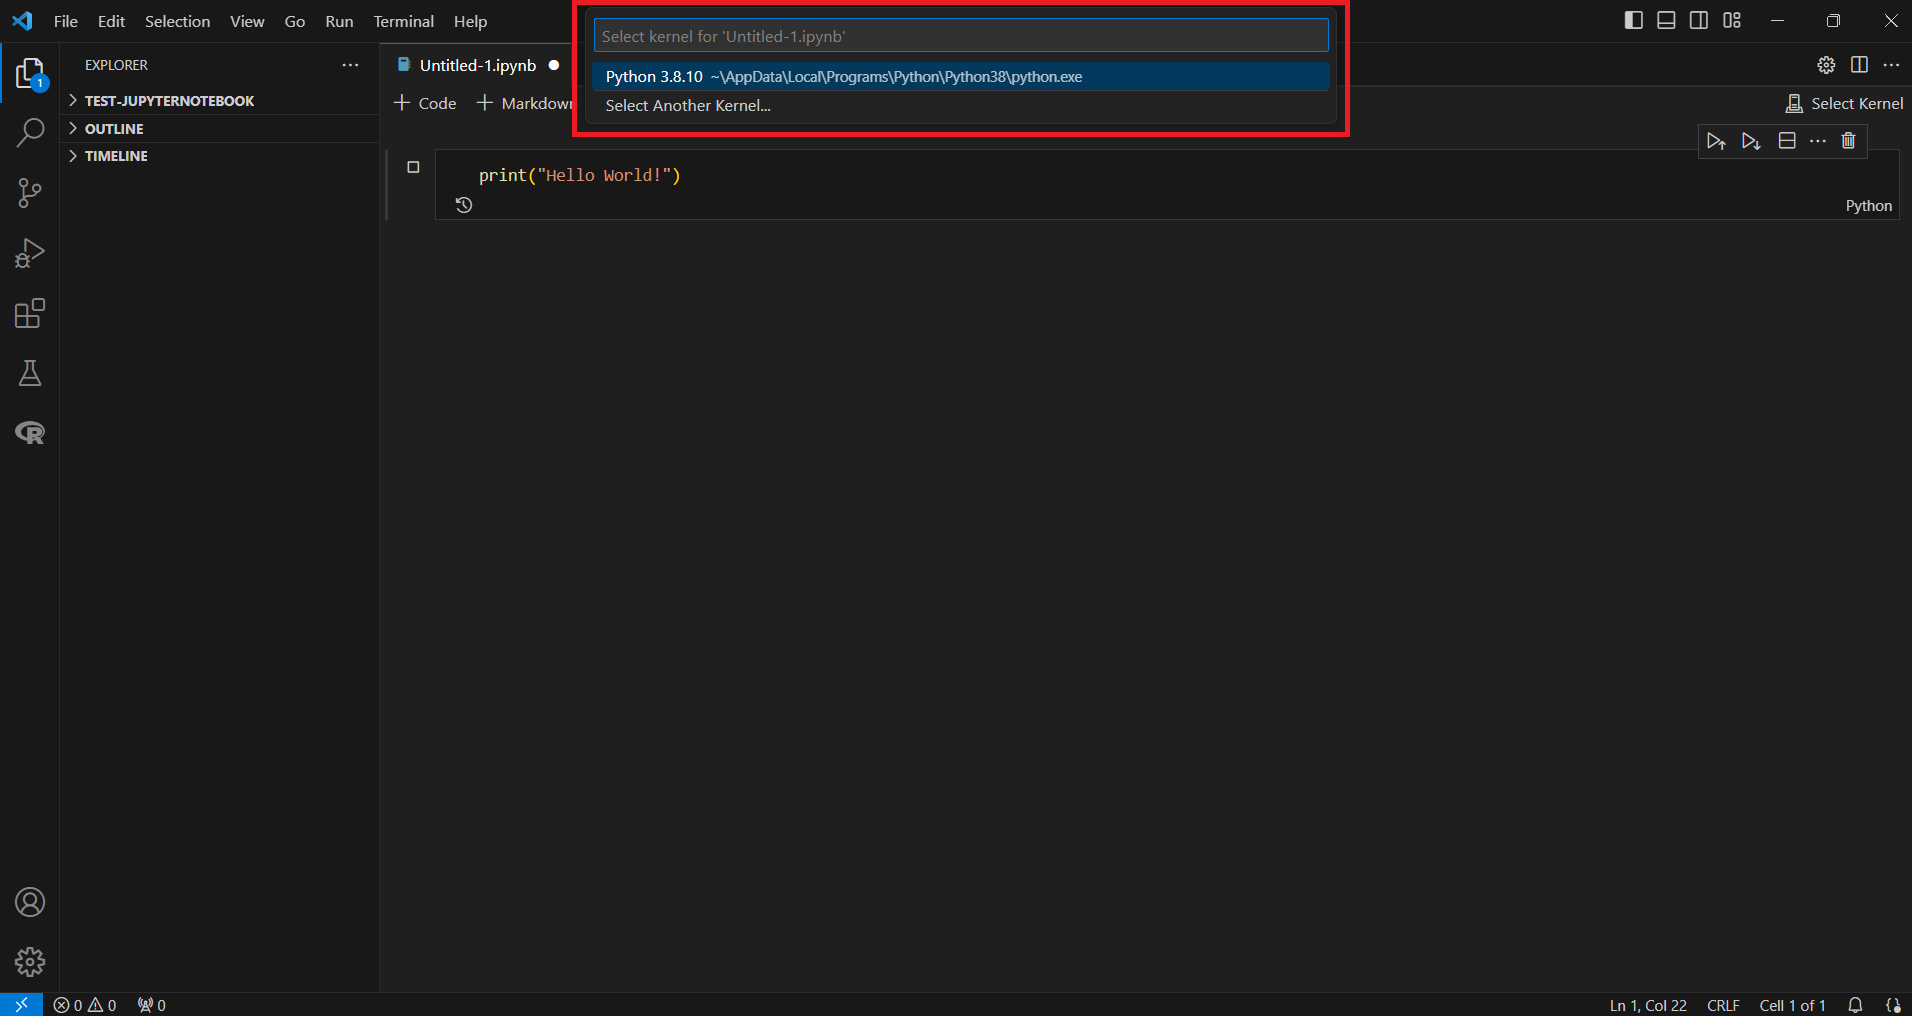 File Edit Selection View Go Run Terminal Help
Select kernel for 'Untitled-1.ipynb'
Python 3.8.10 ~\AppData\Local\Programs\Python\Python38\python.exe
Select Another Kernel...
EXPLORER
1
TEST-JUPYTERNOTEBOOK
OUTLINE
TIMELINE
Untitled-1.ipynb
Code Markdown
Select Kernel
print("Hello World!")
Python
R
0 0 0
Ln 1, Col 22 CRLF Cell 1 of 1